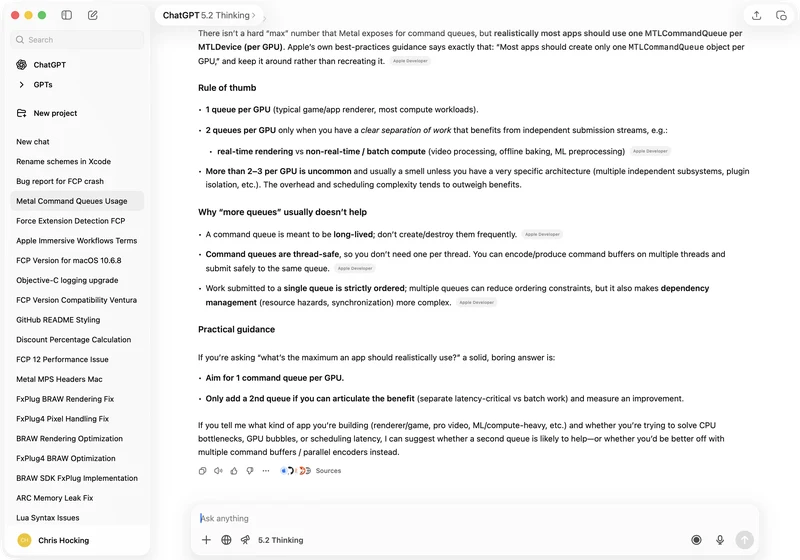 ChatGPT 5.2 Thinking >
Search
ChatGPT
GPTs
New project
New chat
Rename schemes in Xcode
Bug report for FCP crash
Metal Command Queues Usage
Force Extension Detection FCP
Apple Immersive Workflows Terms
FCP Version for macOS 10.6.8
Objective-C logging upgrade
FCP Version Compatibility Ventura
GitHub README Styling
Discount Percentage Calculation
FCP 12 Performance Issue
Metal MPS Headers Mac
FxPlug BRAW Rendering Fix
FxPlug4 Pixel Handling Fix
BRAW Rendering Optimization
FxPlug4 BRAW Optimization
BRAW SDK FxPlug Implementation
ARC Memory Leak Fix
Lua Syntax Issues
CH Chris Hocking
There isn't a hard "max" number that Metal exposes for command queues, but realistically most apps should use one MTLCommandQueue per
MTLDevice (per GPU). Apple's own best-practices guidance says exactly that: "Most apps should create only one MTLCommandQueue object per
GPU," and keep it around rather than recreating it. Apple Developer
Rule of thumb
• 1 queue per GPU (typical game/app renderer, most compute workloads).
• 2 queues per GPU only when you have a clear separation of work that benefits from independent submission streams, e.g.:
• real-time rendering vs non-real-time / batch compute (video processing, offline baking, ML preprocessing) Apple Developer
• More than 2–3 per GPU is uncommon and usually a smell unless you have a very specific architecture (multiple independent subsystems, plugin
isolation, etc.). The overhead and scheduling complexity tends to outweigh benefits.
Why "more queues" usually doesn't help
• A command queue is meant to be long-lived; don't create/destroy them frequently. Apple Developer
• Command queues are thread-safe, so you don't need one per thread. You can encode/produce command buffers on multiple threads and
submit safely to the same queue. Apple Developer
• Work submitted to a single queue is strictly ordered; multiple queues can reduce ordering constraints, but it also makes dependency
management (resource hazards, synchronization) more complex. Apple Developer
Practical guidance
If you're asking "what's the maximum an app should realistically use?" a solid, boring answer is:
• Aim for 1 command queue per GPU.
• Only add a 2nd queue if you can articulate the benefit (separate latency-critical vs batch work) and measure an improvement.
If you tell me what kind of app you're building (renderer/game, pro video, ML/compute-heavy, etc.) and whether you're trying to solve CPU
bottlenecks, GPU bubbles, or scheduling latency, I can suggest whether a second queue is likely to help—or whether you'd be better off with
multiple command buffers / parallel encoders instead.
Sources
Ask anything
5.2 Thinking